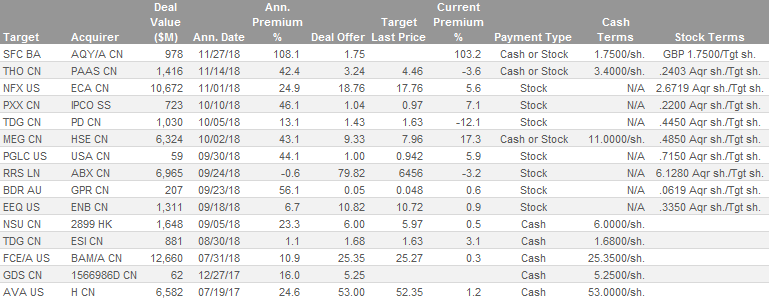 Target Acquirer Deal Value ($M) Ann. Date Ann. Premium % Deal Offer Target Last Price Current Premium % Payment Type Cash Terms Stock Terms
SFC BA AQY/A CN 978 11/27/18 108.1 1.75 103.2 Cash or Stock 1.7500/sh. GBP 1.7500/Tgt sh.
THO CN PAAS CN 1,416 11/14/18 42.4 3.24 4.46 -3.6 Cash or Stock 3.4000/sh. .2403 Aqr sh./Tgt sh.
NFX US ECA CN 10,672 11/01/18 24.9 18.76 17.76 5.6 Stock N/A 2.6719 Aqr sh./Tgt sh.
PXX CN IPCO SS 723 10/10/18 46.1 1.04 0.97 7.1 Stock N/A .2200 Aqr sh./Tgt sh.
TDG CN PD CN 1,030 10/05/18 13.1 1.43 1.63 -12.1 Stock N/A .4450 Aqr sh./Tgt sh.
MEG CN HSE CN 6,324 10/02/18 43.1 9.33 7.96 17.3 Cash or Stock 11.0000/sh. .4850 Aqr sh./Tgt sh.
PGLC US USA CN 59 09/30/18 44.1 1.00 0.942 5.9 Stock N/A .7150 Aqr sh./Tgt sh.
RRS LN ABX CN 6,965 09/24/18 -0.6 79.82 6456 -3.2 Stock N/A 6.1280 Aqr sh./Tgt sh.
BDR AU GPR CN 207 09/23/18 56.1 0.05 0.048 0.6 Stock N/A .0619 Aqr sh./Tgt sh.
EEQ US ENB CN 1,311 09/18/18 6.7 10.82 10.72 0.9 Stock N/A .3350 Aqr sh./Tgt sh.
NSU CN 2899 HK 1,648 09/05/18 23.3 6.00 5.97 0.5 Cash 6.0000/sh.
TDG CN ESI CN 881 08/30/18 1.1 1.68 1.63 3.1 Cash 1.6800/sh.
FCE/A US BAM/A CN 12,660 07/31/18 10.9 25.35 25.27 0.3 Cash 25.3500/sh.
GDS CN 1566986D CN 62 12/27/17 16.0 5.25 Cash 5.2500/sh.
AVA US H CN 6,582 07/19/17 24.6 53.00 52.35 1.2 Cash 53.0000/sh.